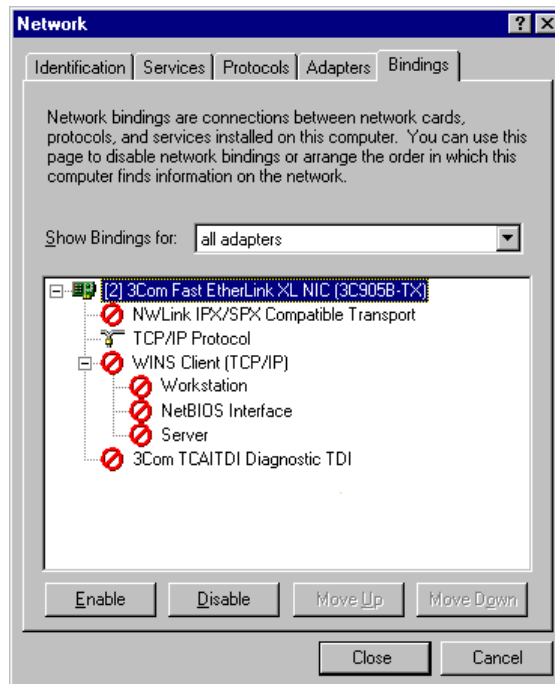 Network
Identification Services Protocols Adapters Bindings
Network bindings are connections between network cards,
protocols, and services installed on this computer. You can use this
page to disable network bindings or arrange the order in which this
computer finds information on the network.
Show Bindings for: all adapters
[2] 3Com Fast EtherLink XL NIC (3C905B-TX)
NWLink IPX/SPX Compatible Transport
TCP/IP Protocol
WINS Client (TCP/IP)
Workstation
NetBIOS Interface
Server
3Com TCAITDI Diagnostic TDI
Enable Disable Move Up Move Down
Close Cancel